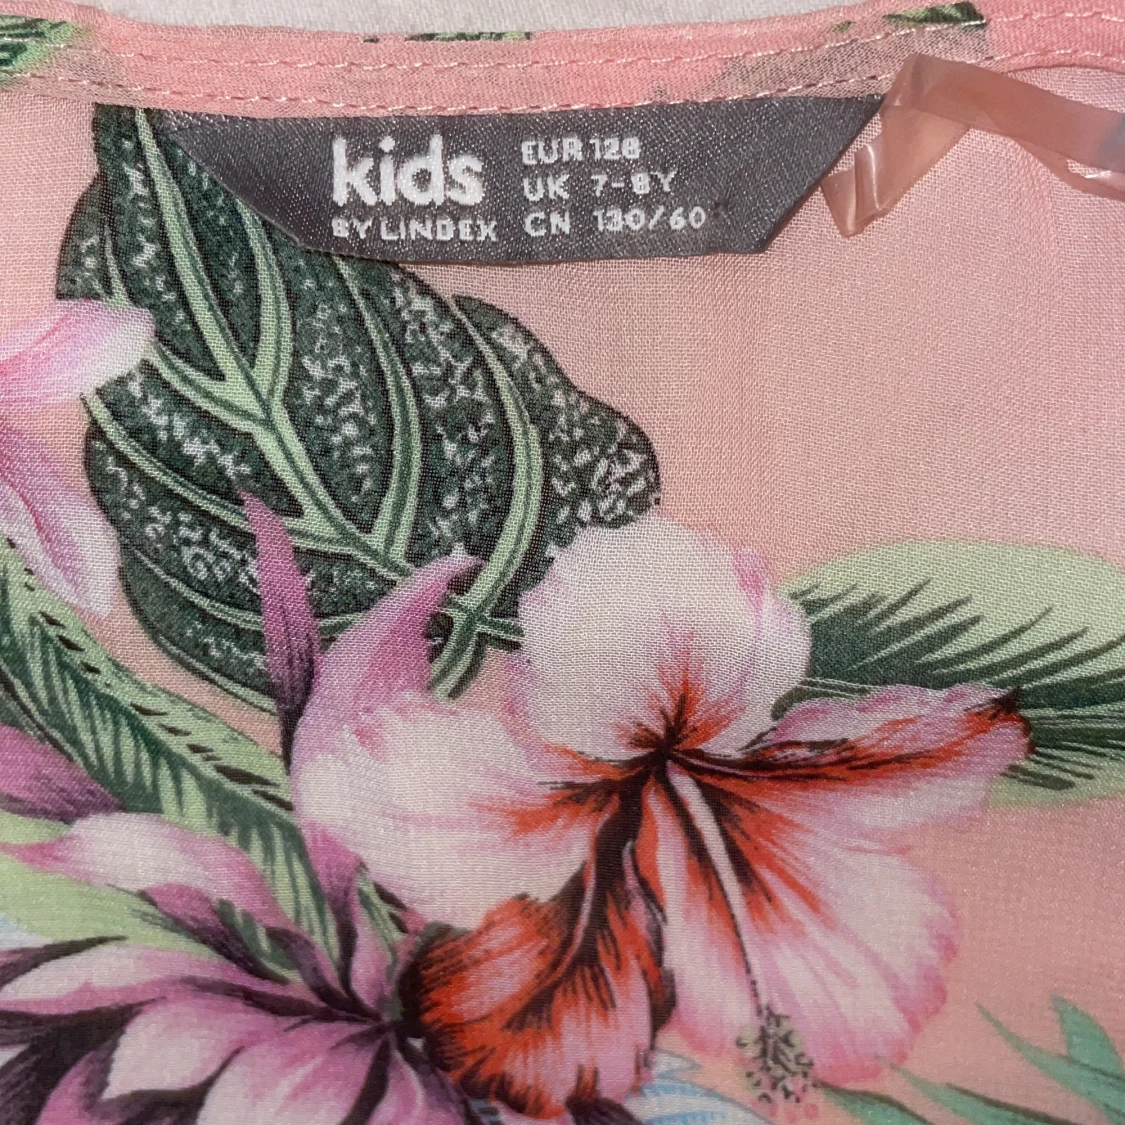 kids
BY LINDEX
EUR 128
UK 7-8Y
CN 130/60